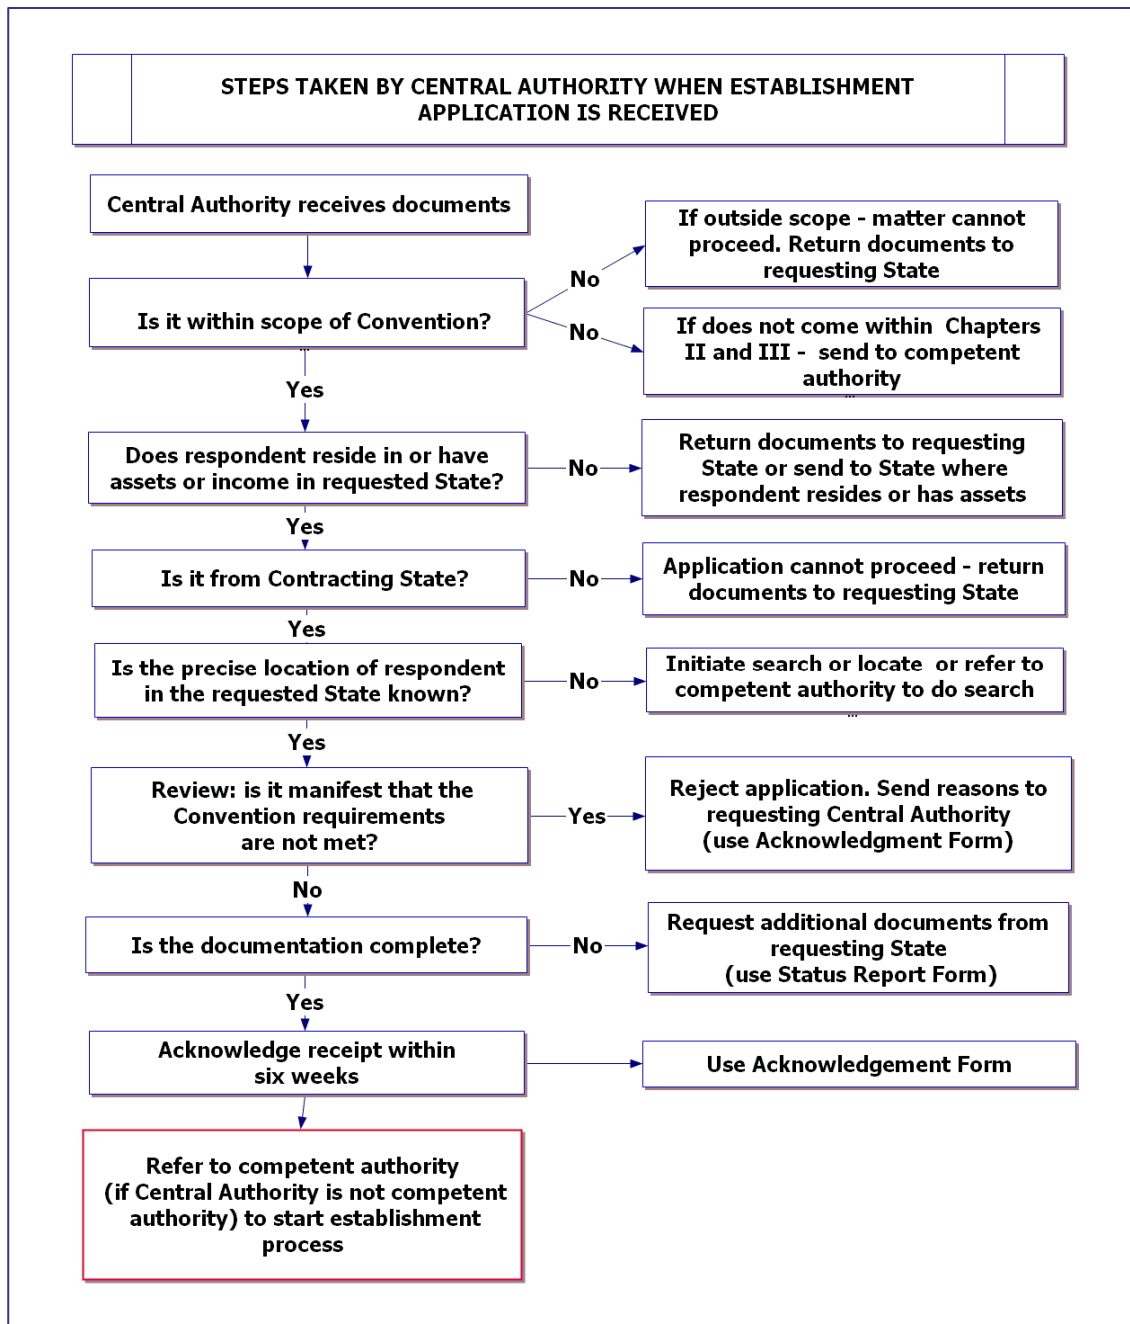 STEPS TAKEN BY CENTRAL AUTHORITY WHEN ESTABLISHMENT
APPLICATION IS RECEIVED
Central Authority receives documents
If outside scope - matter cannot
proceed. Return documents to
requesting State
No
Is it within scope of Convention?
...
No
If does not come within Chapters
II and III - send to competent
authority
...
Yes
Does respondent reside in or have
assets or income in requested State?
No
Return documents to requesting
State or send to State where
respondent resides or has assets
Yes
Is it from Contracting State?
No
Application cannot proceed - return
documents to requesting State
Yes
Is the precise location of respondent
in the requested State known?
No
Initiate search or locate or refer to
competent authority to do search
...
Yes
Review: is it manifest that the
Convention requirements
are not met?
Yes
Reject application. Send reasons to
requesting Central Authority
(use Acknowledgment Form)
No
Is the documentation complete?
No
Request additional documents from
requesting State
(use Status Report Form)
Yes
Acknowledge receipt within
six weeks
Use Acknowledgement Form
Refer to competent authority
(if Central Authority is not competent
authority) to start establishment
process